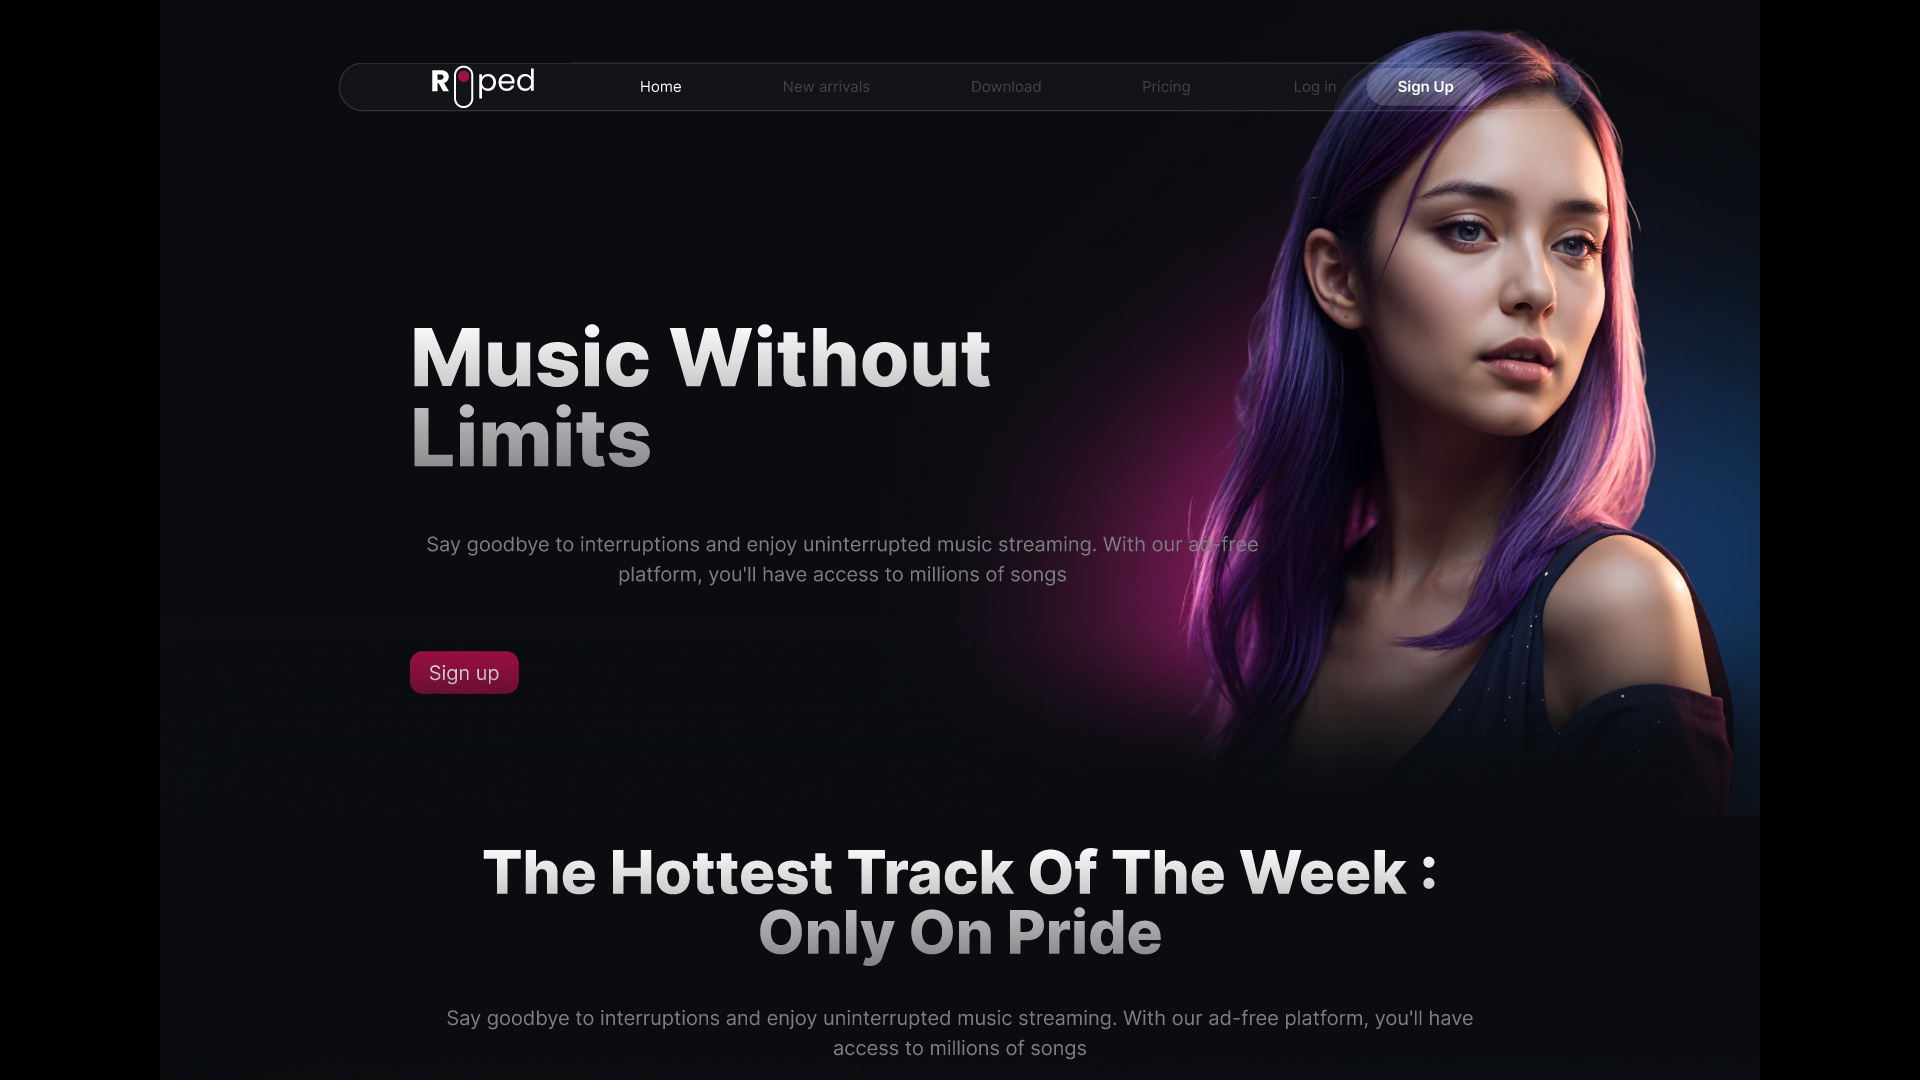 R ped
Home
New arrivals
Download
Pricing
Log in
Sign Up
Music Without
Limits
Say goodbye to interruptions and enjoy uninterrupted music streaming. With our ad-free
platform, you'll have access to millions of songs
Sign up
The Hottest Track Of The Week :
Only On Pride
Say goodbye to interruptions and enjoy uninterrupted music streaming. With our ad-free platform, you'll have
access to millions of songs